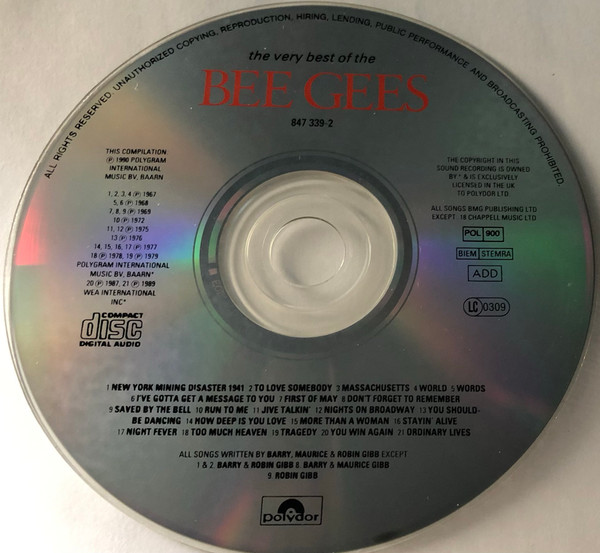 ALL RIGHTS RESERVED. UNAUTHORIZED COPYING, REPRODUCTION, HIRING, LENDING, PUBLIC PERFORMANCE AND BROADCASTING PROHIBITED.
the very best of the
BEE GEES
847 339-2
THIS COMPILATION
℗ 1990 POLYGRAM
INTERNATIONAL
MUSIC BV, BAARN
1, 2, 3, 4 ℗ 1967
5, 6 ℗ 1968
7, 8, 9 ℗ 1969
10 ℗ 1972
11, 12 ℗ 1975
13 ℗ 1976
14, 15, 16, 17 ℗ 1977
18 ℗ 1978, 19 ℗ 1979
POLYGRAM INTERNATIONAL
MUSIC BV, BAARN*
20 ℗ 1987, 21 ℗ 1989
WEA INTERNATIONAL
INC*
COMPACT
disc
DIGITAL AUDIO
THE COPYRIGHT IN THIS
SOUND RECORDING IS OWNED
BY * & IS EXCLUSIVELY
LICENSED IN THE UK
TO POLYDOR LTD.
ALL SONGS BMG PUBLISHING LTD
EXCEPT 18 CHAPPELL MUSIC LTD
POL 900
BIEM STEMRA
ADD
LC 0309
1 NEW YORK MINING DISASTER 1941 2 TO LOVE SOMEBODY 3 MASSACHUSETTS 4 WORLD 5 WORDS
6 I'VE GOTTA GET A MESSAGE TO YOU 7 FIRST OF MAY 8 DON'T FORGET TO REMEMBER
9 SAVED BY THE BELL 10 RUN TO ME 11 JIVE TALKIN' 12 NIGHTS ON BROADWAY 13 YOU SHOULD-
BE DANCING 14 HOW DEEP IS YOUR LOVE 15 MORE THAN A WOMAN 16 STAYIN' ALIVE
17 NIGHT FEVER 18 TOO MUCH HEAVEN 19 TRAGEDY 20 YOU WIN AGAIN 21 ORDINARY LIVES
ALL SONGS WRITTEN BY BARRY, MAURICE & ROBIN GIBB EXCEPT
1 & 2. BARRY & ROBIN GIBB 8. BARRY & MAURICE GIBB
9. ROBIN GIBB
polydor